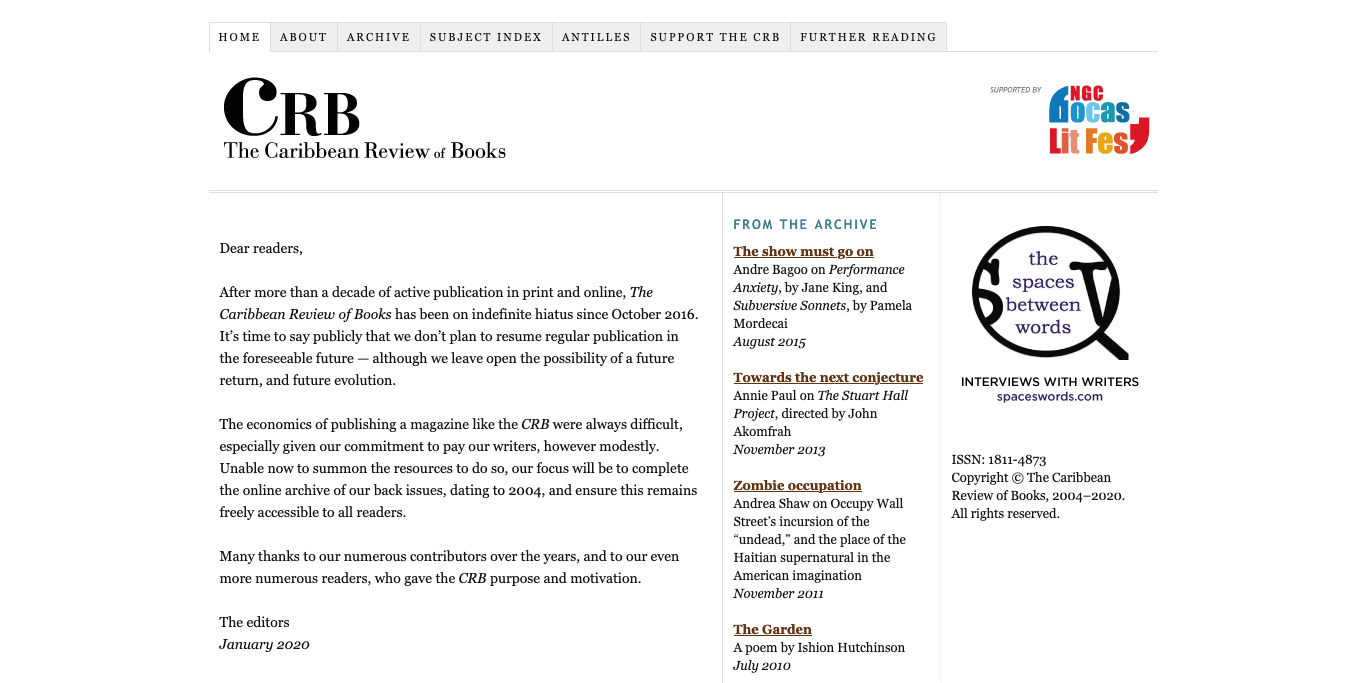 HOME ABOUT ARCHIVE SUBJECT INDEX ANTILLES SUPPORT THE CRB FURTHER READING
CRB
The Caribbean Review of Books
SUPPORTED BY
NGC
Bocas
Lit Fest
Dear readers,
After more than a decade of active publication in print and online, The
Caribbean Review of Books has been on indefinite hiatus since October 2016.
It’s time to say publicly that we don’t plan to resume regular publication in
the foreseeable future — although we leave open the possibility of a future
return, and future evolution.
The economics of publishing a magazine like the CRB were always difficult,
especially given our commitment to pay our writers, however modestly.
Unable now to summon the resources to do so, our focus will be to complete
the online archive of our back issues, dating to 2004, and ensure this remains
freely accessible to all readers.
Many thanks to our numerous contributors over the years, and to our even
more numerous readers, who gave the CRB purpose and motivation.
The editors
January 2020
FROM THE ARCHIVE
The show must go on
Andre Bagoo on Performance
Anxiety, by Jane King, and
Subversive Sonnets, by Pamela
Mordecai
August 2015
Towards the next conjecture
Annie Paul on The Stuart Hall
Project, directed by John
Akomfrah
November 2013
Zombie occupation
Andrea Shaw on Occupy Wall
Street’s incursion of the
“undead,” and the place of the
Haitian supernatural in the
American imagination
November 2011
The Garden
A poem by Ishion Hutchinson
July 2010
the
spaces
between
words
INTERVIEWS WITH WRITERS
spaceswords.com
ISSN: 1811-4873
Copyright © The Caribbean
Review of Books, 2004–2020.
All rights reserved.